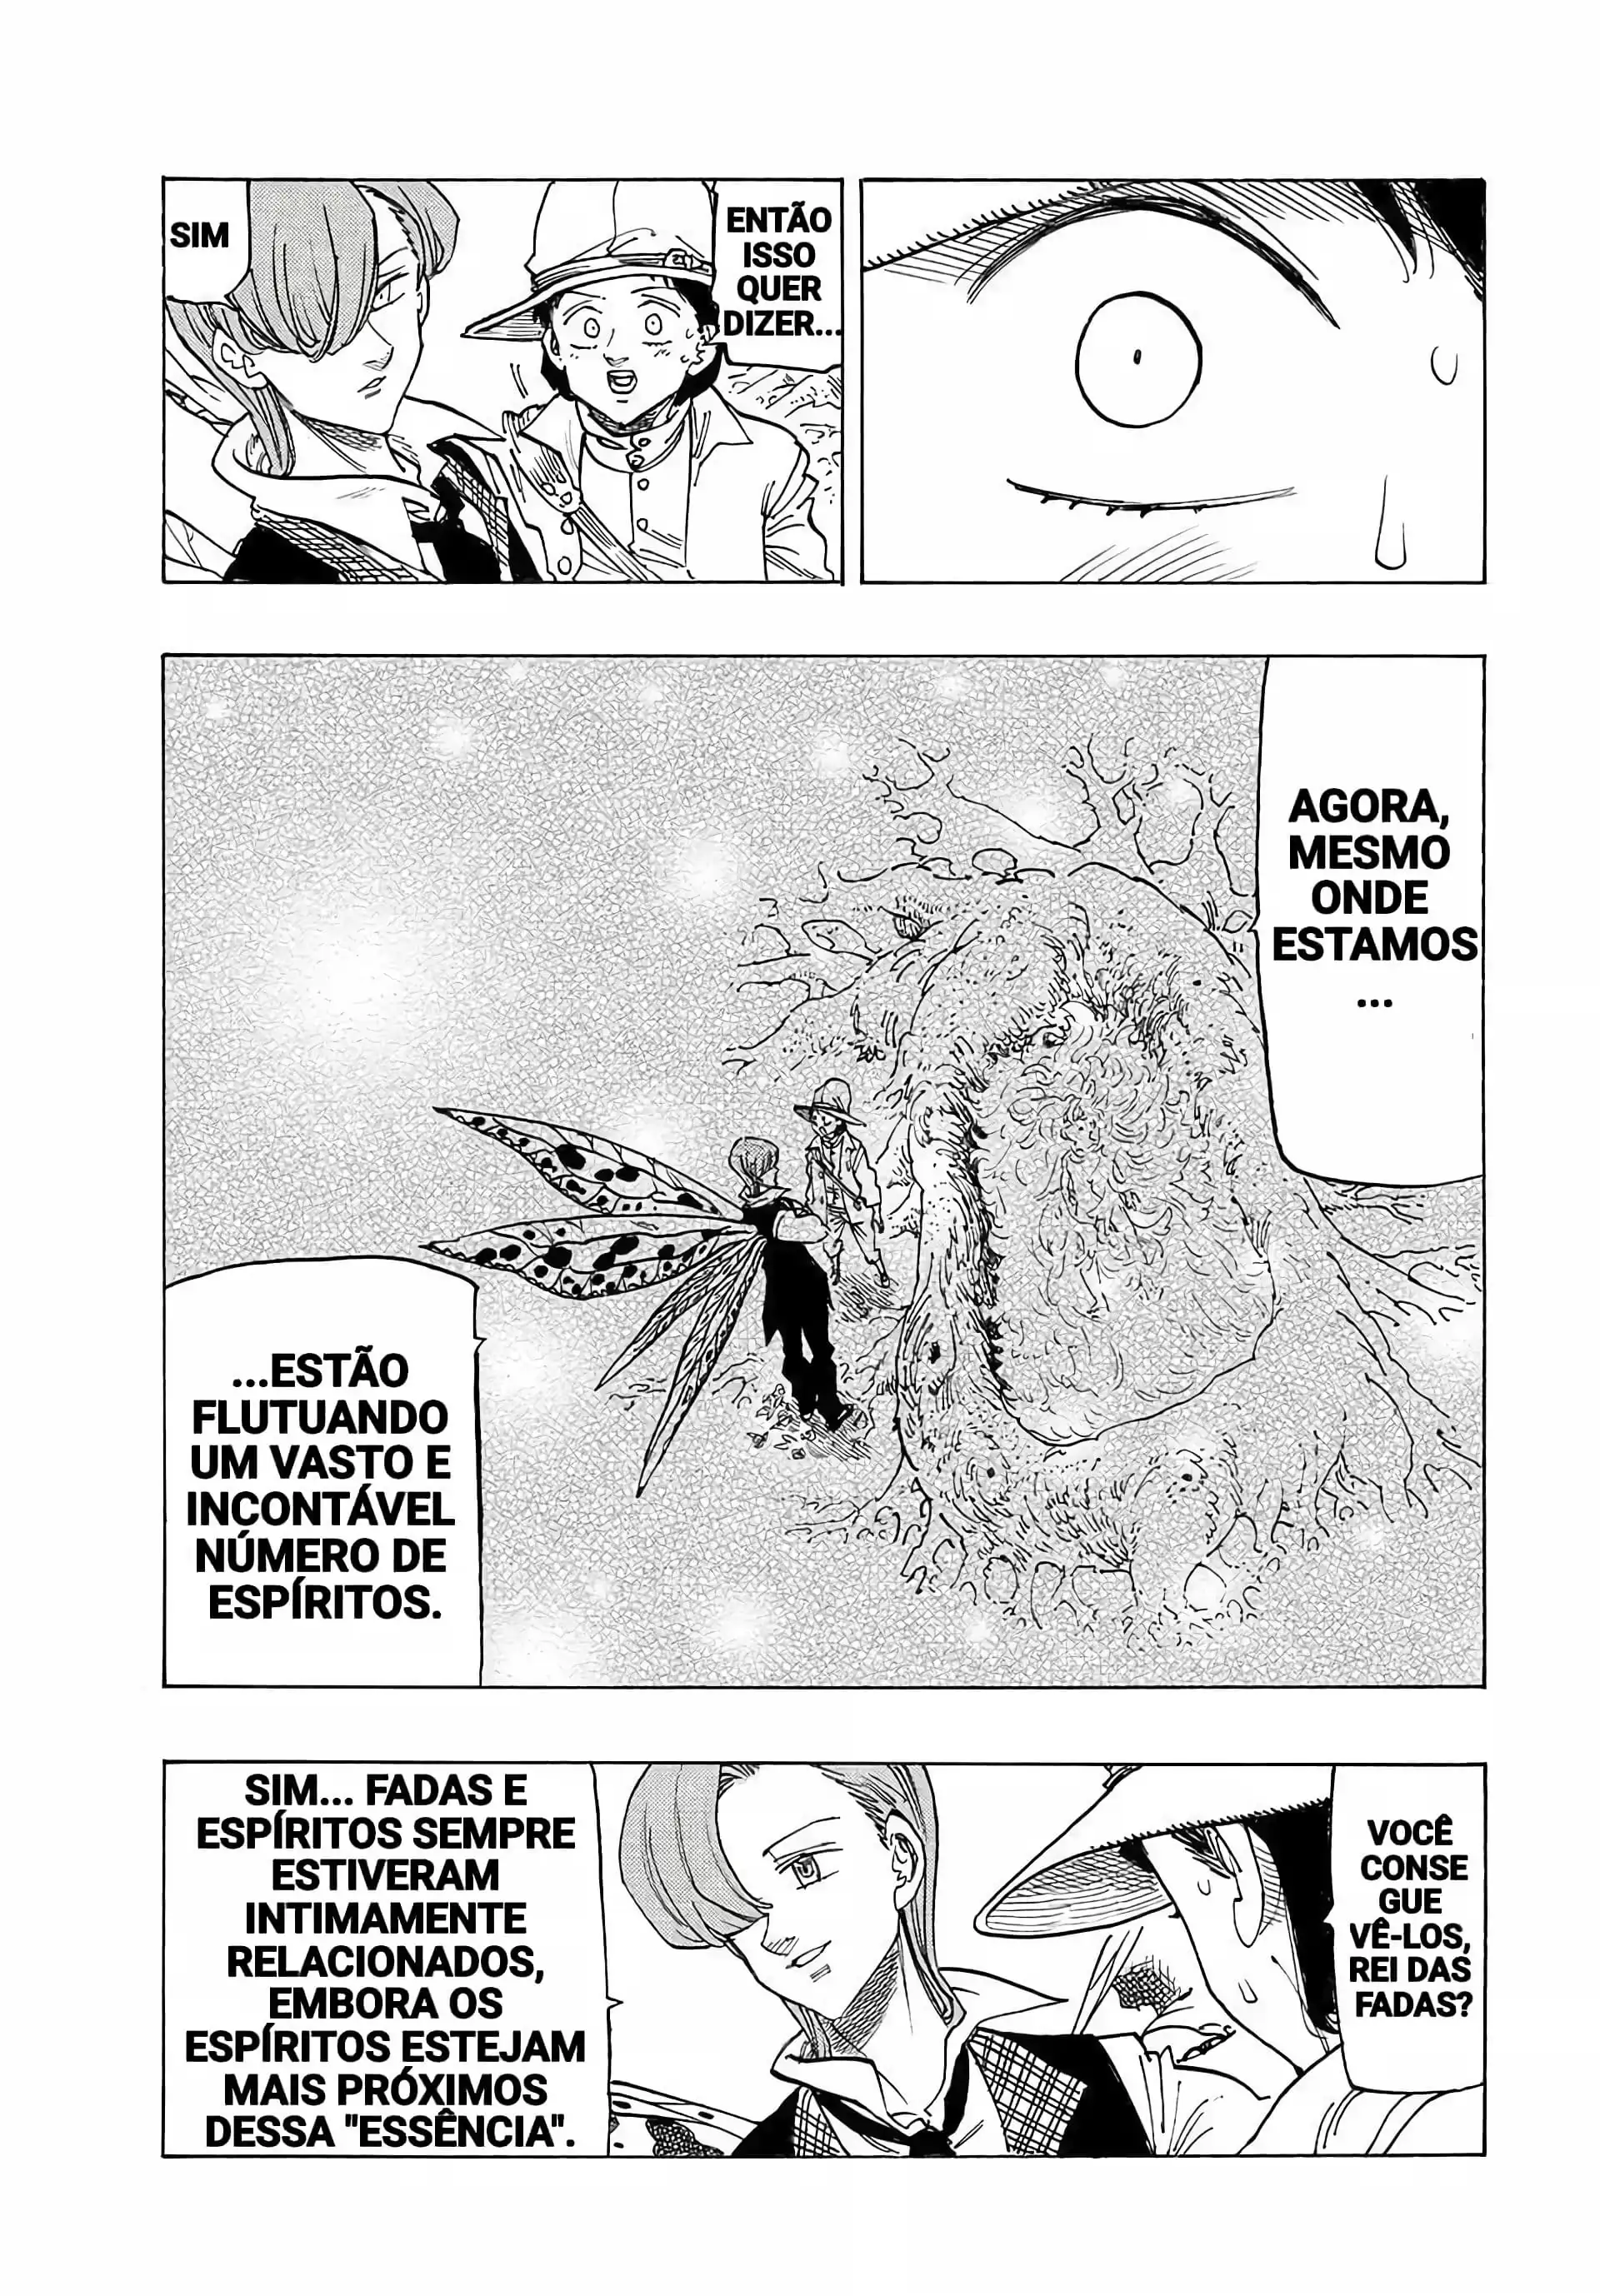 ENTÃO
ISSO
QUER
DIZER...
SIM
AGORA,
MESMO
ONDE
ESTAMOS
...
...ESTÃO
FLUTUANDO
UM VASTO E
INCONTÁVEL
NÚMERO DE
ESPÍRITOS.
VOCÊ
CONSE
GUE
VÊ-LOS,
REI DAS
FADAS?
SIM... FADAS E
ESPÍRITOS SEMPRE
ESTIVERAM
INTIMAMENTE
RELACIONADOS,
EMBORA OS
ESPÍRITOS ESTEJAM
MAIS PRÓXIMOS
DESSA "ESSÊNCIA".